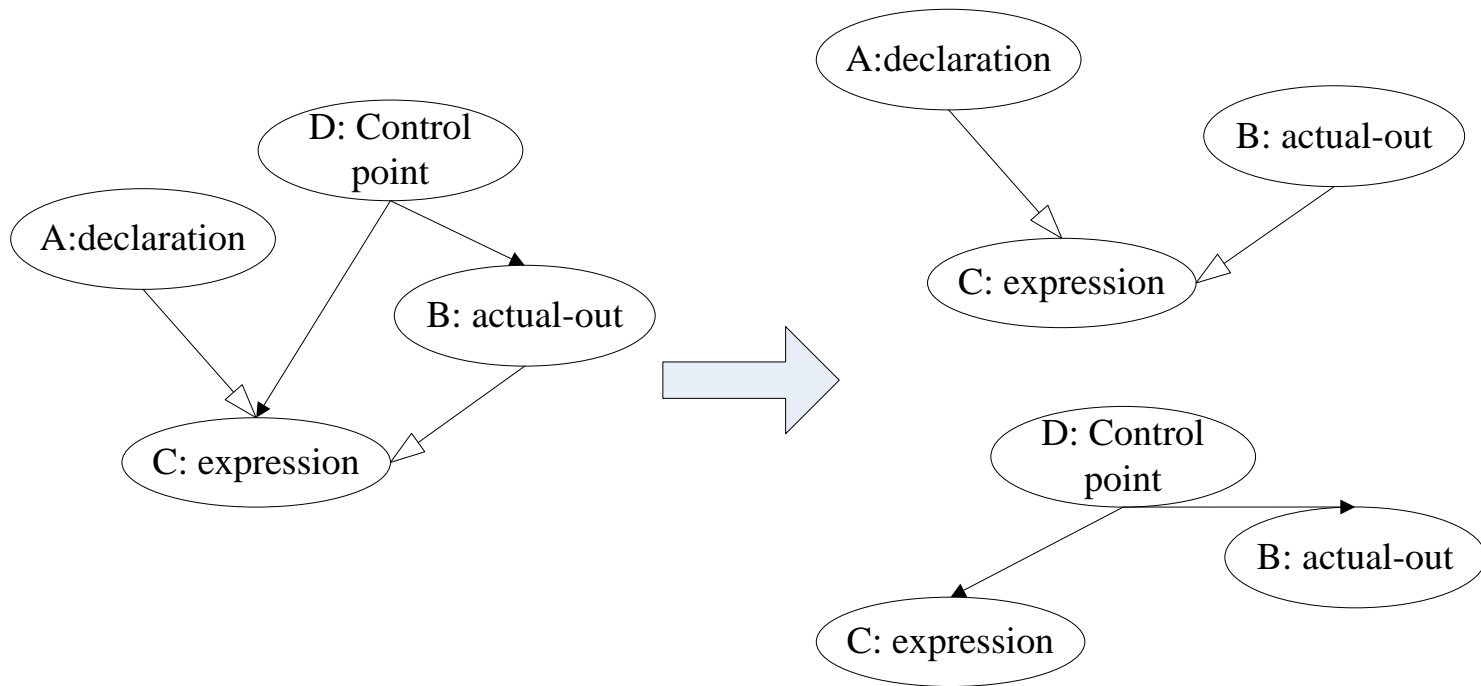 D: Control
point
A:declaration
B: actual-out
C: expression
A:declaration
B: actual-out
C: expression
D: Control
point
B: actual-out
C: expression